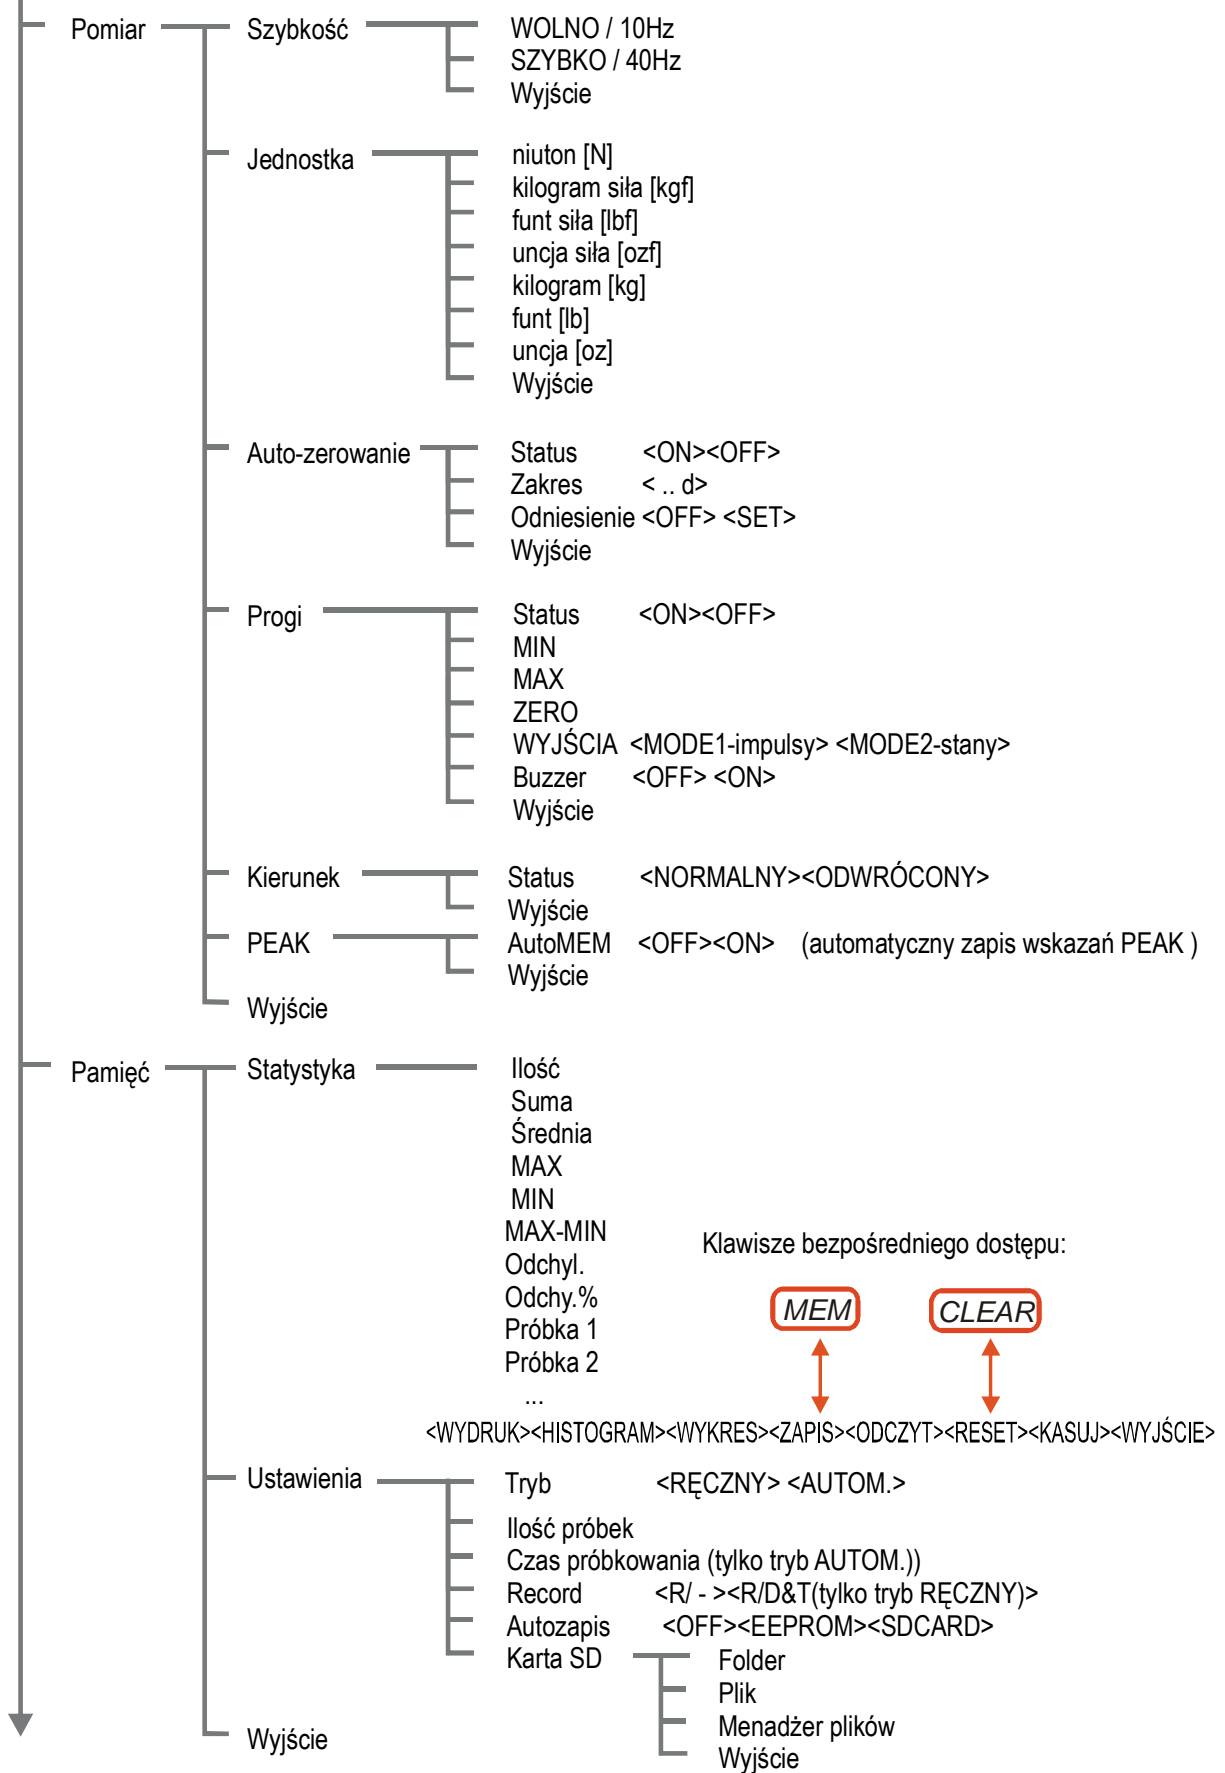 Pomiar Szybkość WOLNO / 10Hz
SZYBKO / 40Hz
Wyjście
Jednostka niuton [N]
kilogram siła [kgf]
funt siła [lbf]
uncja siła [ozf]
kilogram [kg]
funt [lb]
uncja [oz]
Wyjście
Auto-zerowanie Status <ON><OFF>
Zakres < .. d>
Odniesienie <OFF> <SET>
Wyjście
Progi Status <ON><OFF>
MIN
MAX
ZERO
WYJŚCIA <MODE1-impulsy> <MODE2-stany>
Buzzer <OFF> <ON>
Wyjście
Kierunek Status <NORMALNY><ODWRÓCONY>
Wyjście
PEAK AutoMEM <OFF><ON> (automatyczny zapis wskazań PEAK )
Wyjście
Wyjście
Pamięć Statystyka Ilość
Suma
Średnia
MAX
MIN
MAX-MIN
Klawisze bezpośredniego dostępu:
Odchyl.
Odchy.%
MEM CLEAR
Próbka 1
Próbka 2
...
<WYDRUK><HISTOGRAM><WYKRES><ZAPIS><ODCZYT><RESET><KASUJ><WYJŚCIE>
Ustawienia Tryb <RĘCZNY> <AUTOM.>
Ilość próbek
Czas próbkowania (tylko tryb AUTOM.))
Record <R/ - ><R/D&T(tylko tryb RĘCZNY)>
Autozapis <OFF><EEPROM><SDCARD>
Karta SD Folder
Plik
Menadżer plików
Wyjście
Wyjście